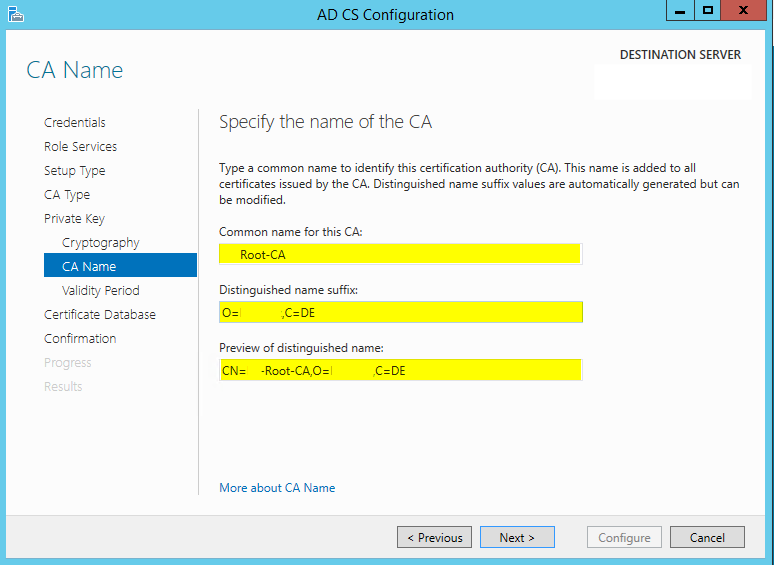 AD CS Configuration
CA Name
DESTINATION SERVER
Credentials
Role Services
Setup Type
CA Type
Private Key
Cryptography
CA Name
Validity Period
Certificate Database
Confirmation
Progress
Results
Specify the name of the CA
Type a common name to identify this certification authority (CA). This name is added to all
certificates issued by the CA. Distinguished name suffix values are automatically generated but can
be modified.
Common name for this CA:
Root-CA
Distinguished name suffix:
O= ,C=DE
Preview of distinguished name:
CN= -Root-CA,O= ,C=DE
More about CA Name
< Previous
Next >
Configure
Cancel